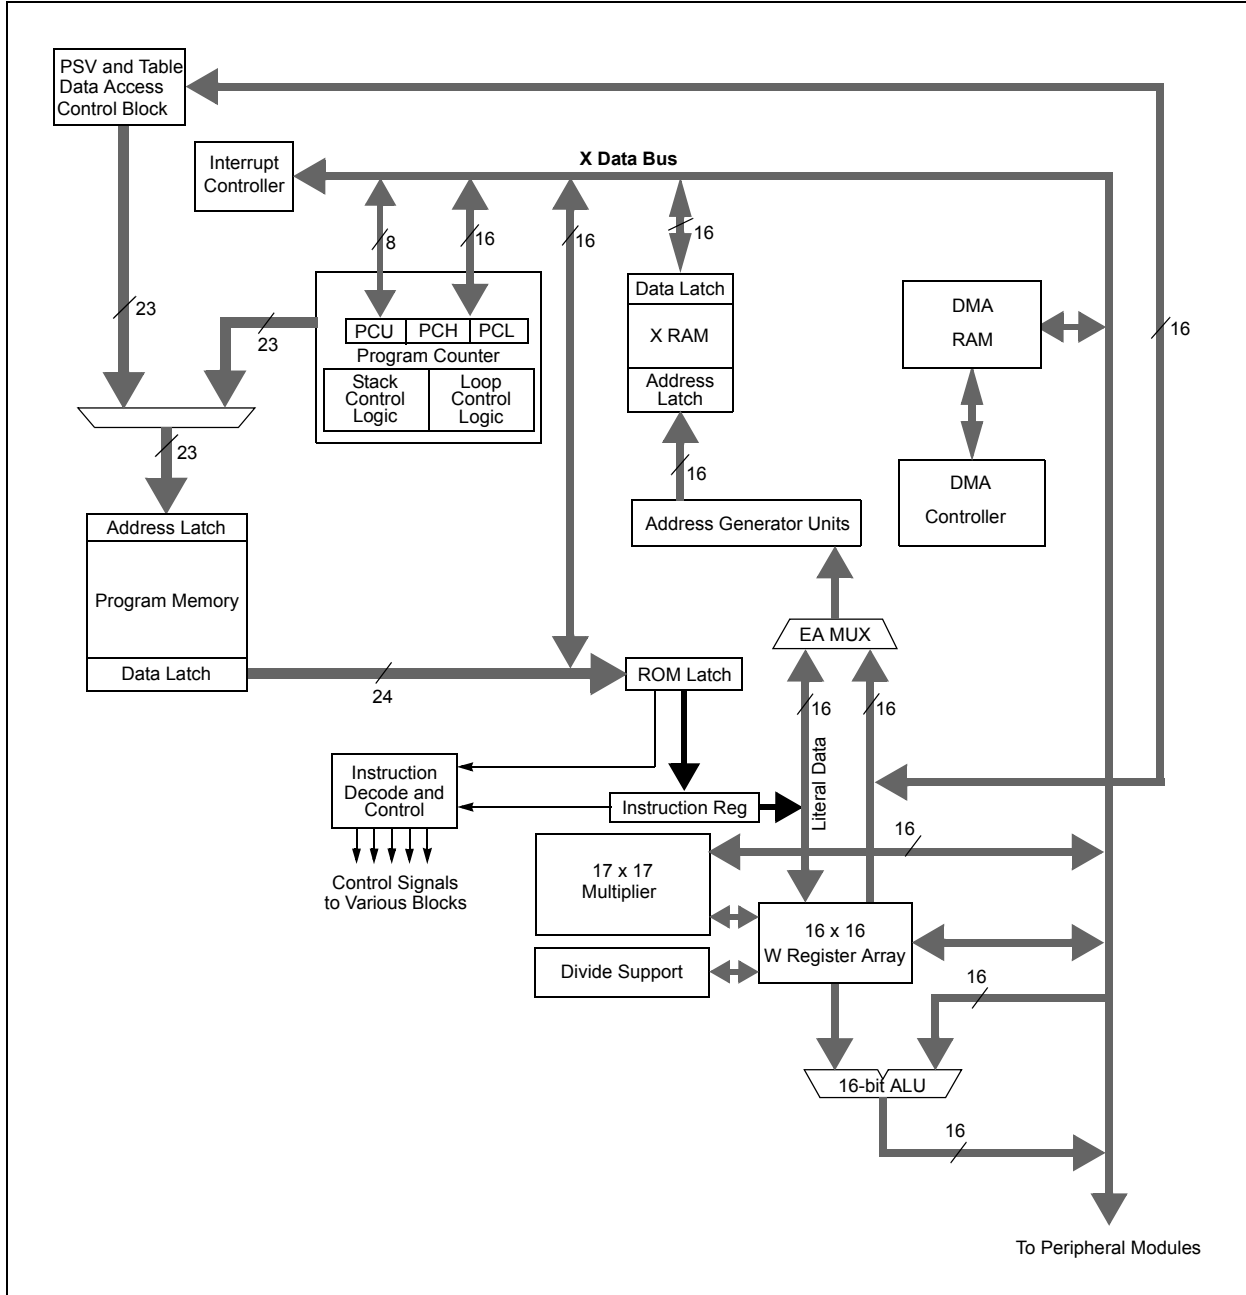 PSV and Table
Data Access
Control Block
Interrupt
Controller
X Data Bus
8
16
16
16
23
23
16
PCU PCH PCL
Program Counter
Stack
Control
Logic
Loop
Control
Logic
Data Latch
X RAM
Address
Latch
DMA
RAM
23
16
DMA
Controller
Address Generator Units
Address Latch
Program Memory
Data Latch
24
EA MUX
ROM Latch
16
16
Literal Data
Instruction
Decode and
Control
Instruction Reg
Control Signals
to Various Blocks
16
17 x 17
Multiplier
16 x 16
W Register Array
Divide Support
16
16-bit ALU
16
To Peripheral Modules